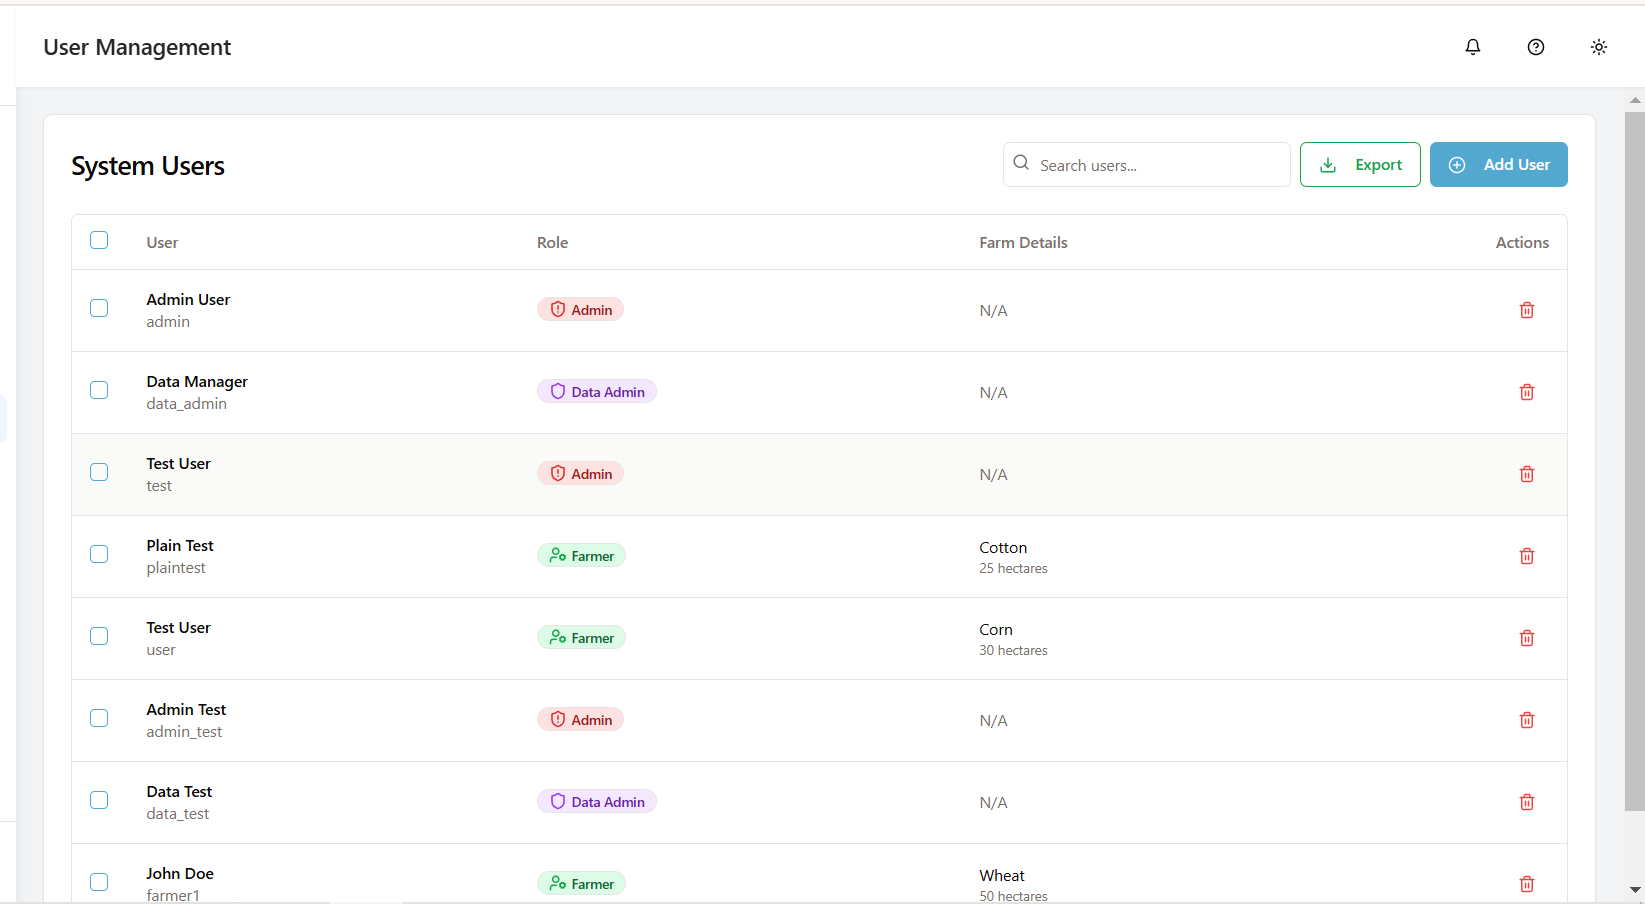 User Management
System Users
Search users...
Export
Add User
User Role Farm Details Actions
Admin User
admin
Admin
N/A
Data Manager
data_admin
Data Admin
N/A
Test User
test
Admin
N/A
Plain Test
plaintest
Farmer
Cotton
25 hectares
Test User
user
Farmer
Corn
30 hectares
Admin Test
admin_test
Admin
N/A
Data Test
data_test
Data Admin
N/A
John Doe
farmer1
Farmer
Wheat
50 hectares